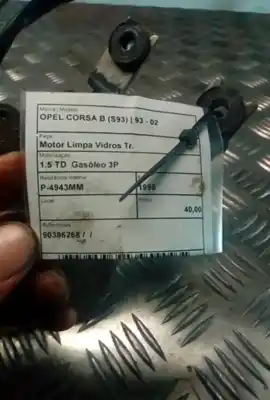 Marca / Modelo
OPEL CORSA B (S93) | 93 - 02
Peça
Motor Limpa Vidros Tr.
Motorização
1.5 TD Gasóleo 3P
Referência Interna
P-4943MM
1998
Local
Preço
40,00
Referências
90386268 / /